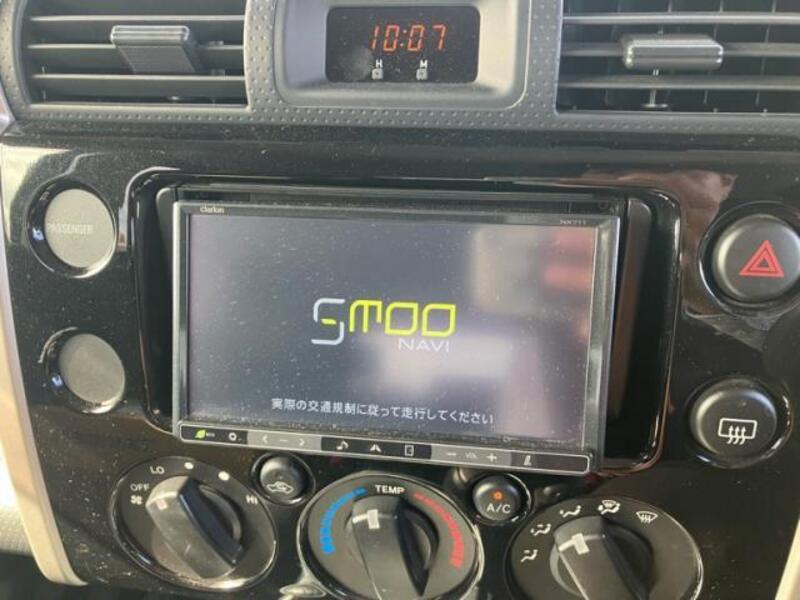 10:07
H M
PASSENGER
Clarion
NX711
SMOO
NAVI
実際の交通規制に従って走行してください
VOL
LO
OFF
HI
TEMP
A/C